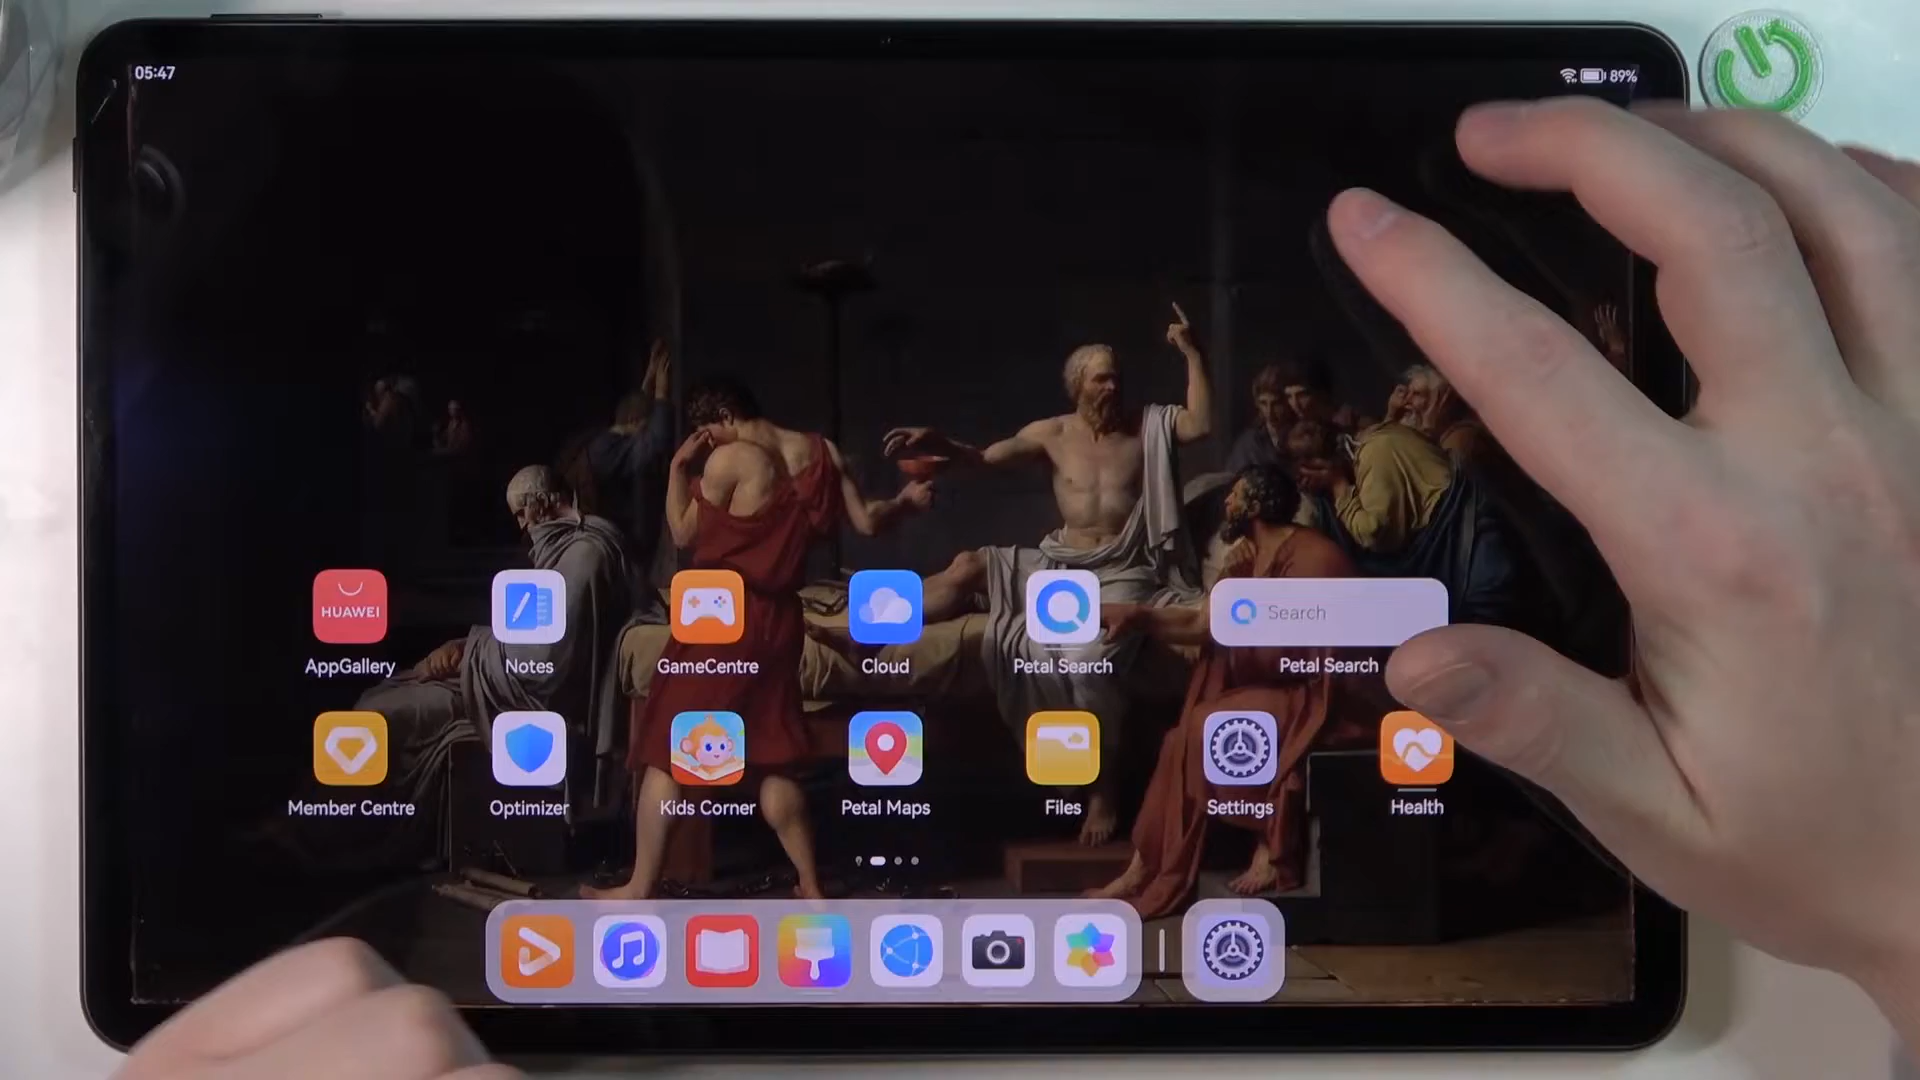 05:47
89%
HUAWEI
Search
AppGallery
Notes
GameCentre
Cloud
Petal Search
Petal Search
Member Centre
Optimizer
Kids Corner
Petal Maps
Files
Settings
Health